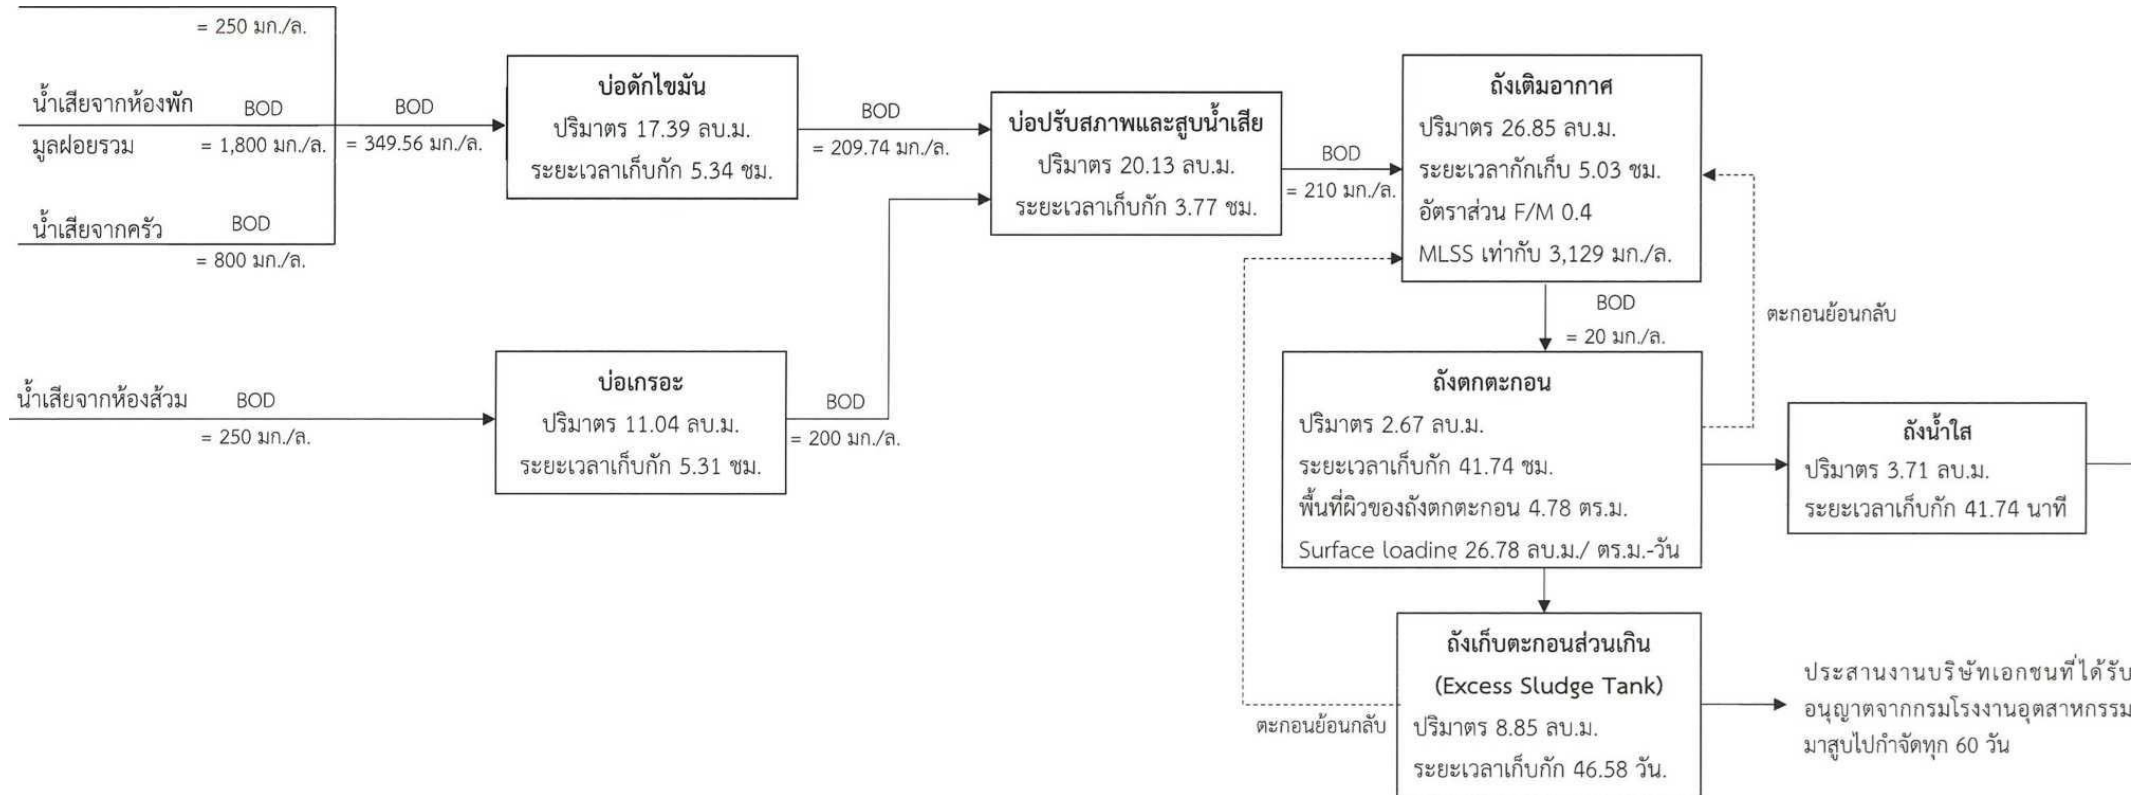 = 250 มก./ล.
น้ำเสียจากห้องพัก
มูลฝอยรวม
BOD
= 1,800 มก./ล.
น้ำเสียจากครัว
BOD
= 800 มก./ล.
BOD
= 349.56 มก./ล.
บ่อดักไขมัน
ปริมาตร 17.39 ลบ.ม.
ระยะเวลาเก็บกัก 5.34 ชม.
BOD
= 209.74 มก./ล.
น้ำเสียจากห้องส้วม
BOD
= 250 มก./ล.
บ่อเกรอะ
ปริมาตร 11.04 ลบ.ม.
ระยะเวลาเก็บกัก 5.31 ชม.
BOD
= 200 มก./ล.
บ่อปรับสภาพและสูบน้ำเสีย
ปริมาตร 20.13 ลบ.ม.
ระยะเวลาเก็บกัก 3.77 ชม.
BOD
= 210 มก./ล.
ถังเติมอากาศ
ปริมาตร 26.85 ลบ.ม.
ระยะเวลากักเก็บ 5.03 ชม.
อัตราส่วน F/M 0.4
MLSS เท่ากับ 3,129 มก./ล.
BOD
= 20 มก./ล.
ตะกอนย้อนกลับ
ถังตกตะกอน
ปริมาตร 2.67 ลบ.ม.
ระยะเวลาเก็บกัก 41.74 ชม.
พื้นที่ผิวของถังตกตะกอน 4.78 ตร.ม.
Surface loading 26.78 ลบ.ม./ ตร.ม.-วัน
ถังน้ำใส
ปริมาตร 3.71 ลบ.ม.
ระยะเวลาเก็บกัก 41.74 นาที
ถังเก็บตะกอนส่วนเกิน
(Excess Sludge Tank)
ปริมาตร 8.85 ลบ.ม.
ระยะเวลาเก็บกัก 46.58 วัน.
ตะกอนย้อนกลับ
ประสานงานบริษัทเอกชนที่ได้รับ
อนุญาตจากกรมโรงงานอุตสาหกรรม
มาสูบไปกำจัดทุก 60 วัน